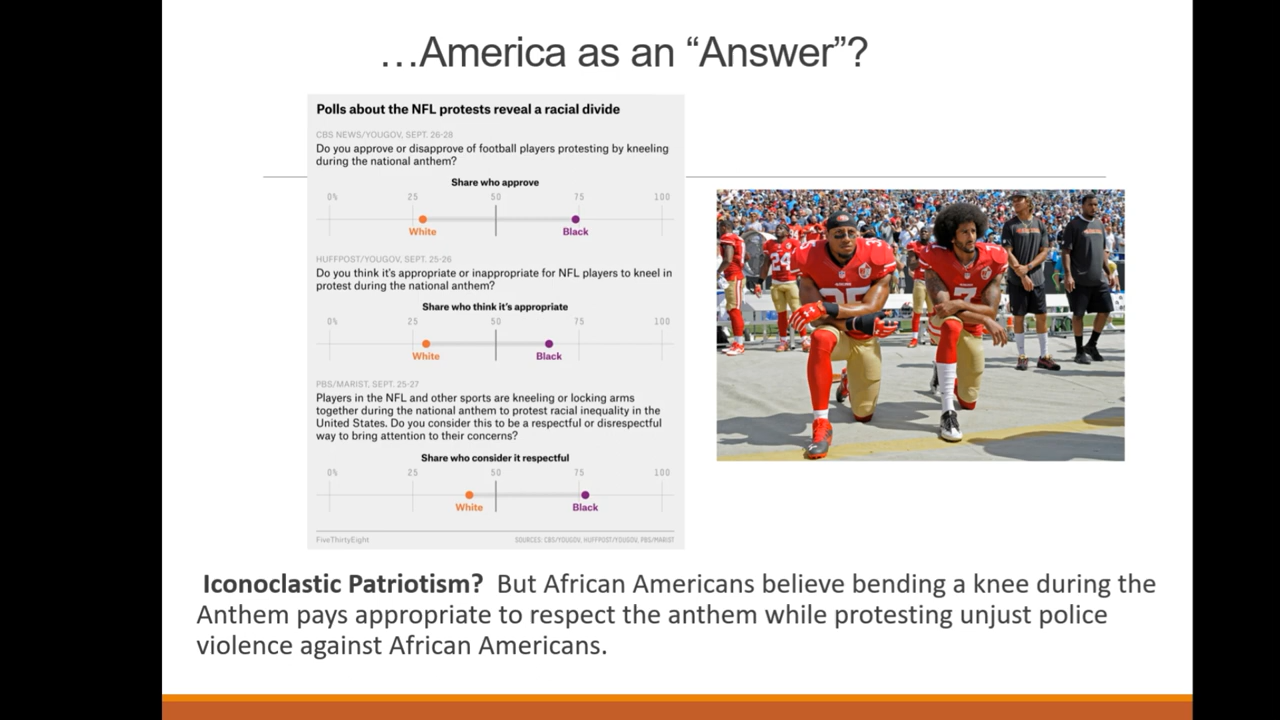 …America as an “Answer”?
Polls about the NFL protests reveal a racial divide
CBS NEWS/YOUGOV, SEPT. 26-28
Do you approve or disapprove of football players protesting by kneeling
during the national anthem?
Share who approve
0% 25 50 75 100
White Black
HUFFPOST/YOUGOV, SEPT. 25-26
Do you think it's appropriate or inappropriate for NFL players to kneel in
protest during the national anthem?
Share who think it's appropriate
0% 25 50 75 100
White Black
PBS/MARIST, SEPT. 25-27
Players in the NFL and other sports are kneeling or locking arms
together during the national anthem to protest racial inequality in the
United States. Do you consider this to be a respectful or disrespectful
way to bring attention to their concerns?
Share who consider it respectful
0% 25 50 75 100
White Black
FiveThirtyEight SOURCES: CBS/YOUGOV, HUFFPOST/YOUGOV, PBS/MARIST
24
35
7
Iconoclastic Patriotism? But African Americans believe bending a knee during the
Anthem pays appropriate to respect the anthem while protesting unjust police
violence against African Americans.